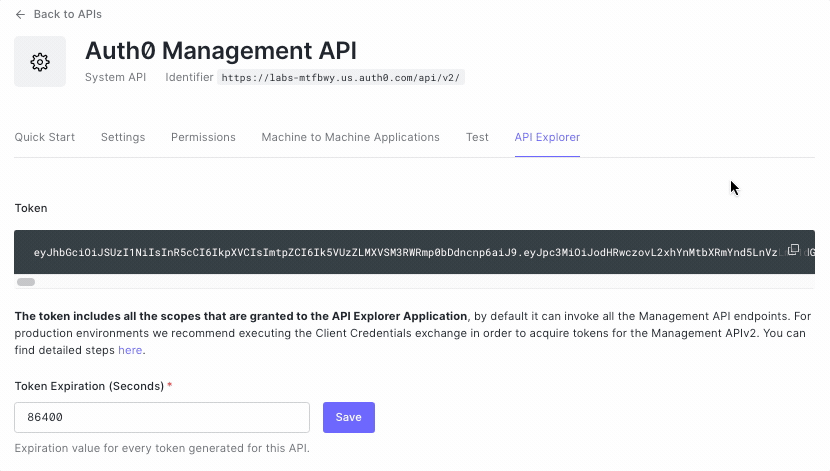 Back to APIs
Auth0 Management API
System API Identifier https://labs-mtfbwy.us.auth0.com/api/v2/
Quick Start Settings Permissions Machine to Machine Applications Test API Explorer
Token
eyJhbGciOiJSUzI1NiIsInR5cCI6IkpXVCIsImtpZCI6Ik5VUzZLMXVSM3RWRmp0bDdncnp6aiJ9.eyJpc3MiOiJodHRwczovL2xhYnMtbXRmYnd5LnVz
The token includes all the scopes that are granted to the API Explorer Application, by default it can invoke all the Management API endpoints. For
production environments we recommend executing the Client Credentials exchange in order to acquire tokens for the Management APIv2. You can
find detailed steps here.
Token Expiration (Seconds) *
86400 Save
Expiration value for every token generated for this API.